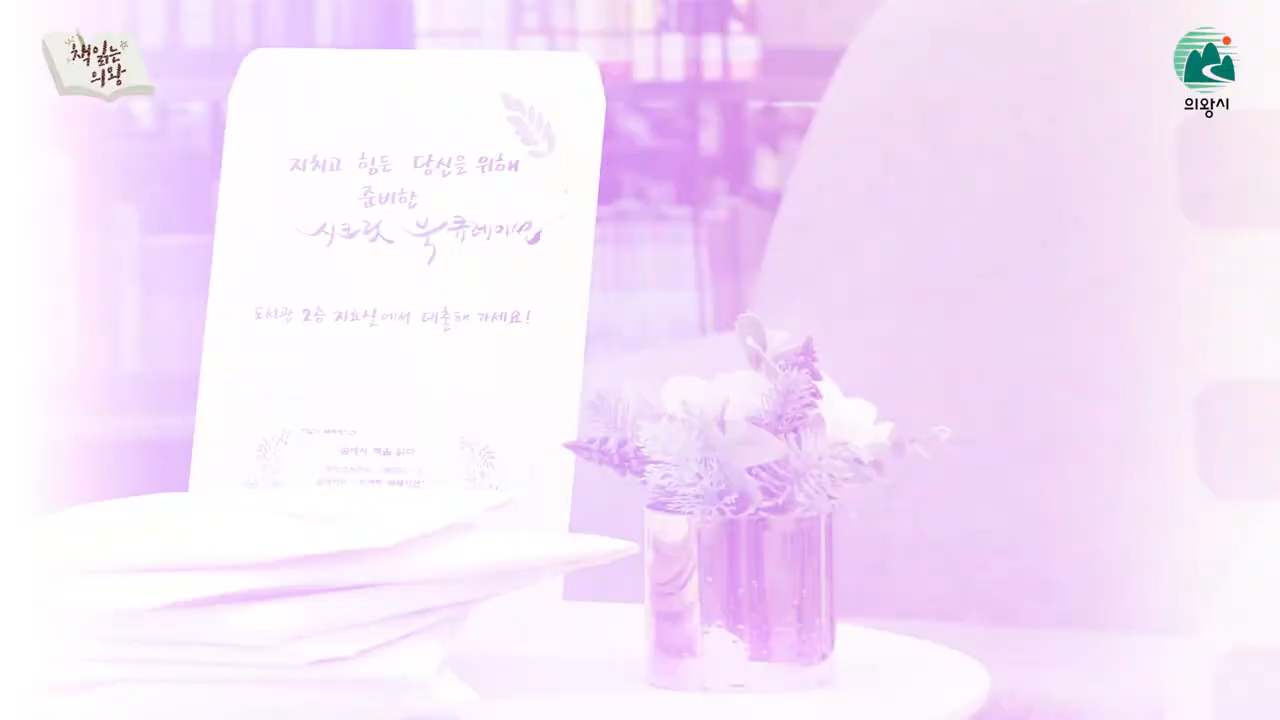 책읽는
의왕
의왕시
지치고 힘든 당신을 위해
준비한
시크릿 북큐레이션
도서관 2층 자료실에서 대출해 가세요!